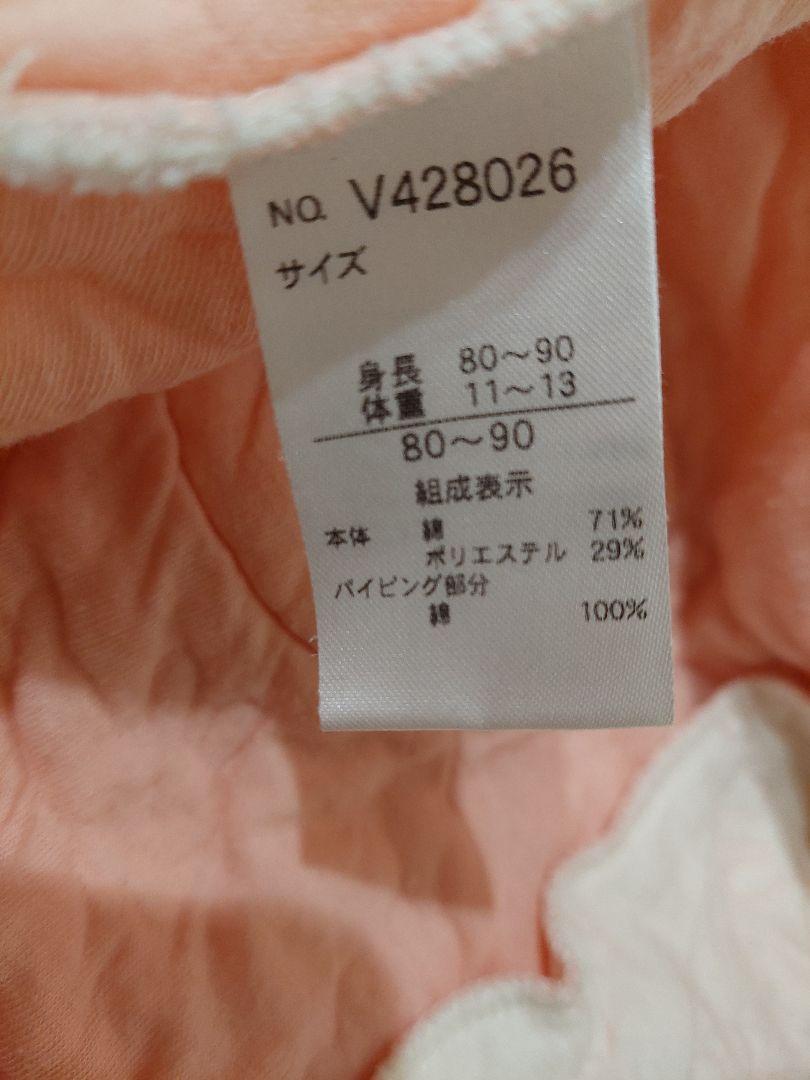 NO. V428026
サイズ
身長 80～90
体重 11～13
80～90
組成表示
本体 綿 71%
ポリエステル 29%
パイピング部分
綿 100%